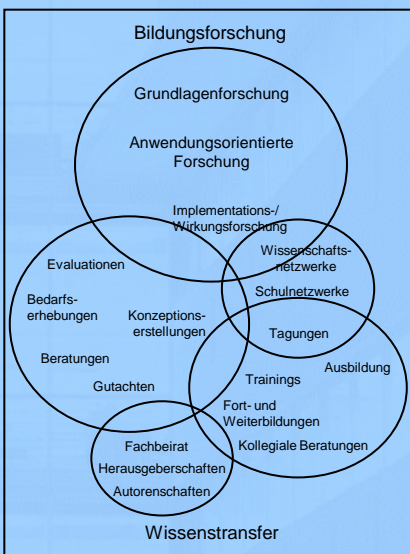 Bildungsforschung
Grundlagenforschung
Anwendungsorientierte
Forschung
Implementations-/
Wirkungsforschung
Wissenschafts-
netzwerke
Evaluationen
Schulnetzwerke
Bedarfs-
erhebungen
Konzeptions-
erstellungen
Tagungen
Beratungen
Ausbildung
Trainings
Gutachten
Fort- und
Weiterbildungen
Kollegiale Beratungen
Fachbeirat
Herausgeberschaften
Autorenschaften
Wissenstransfer